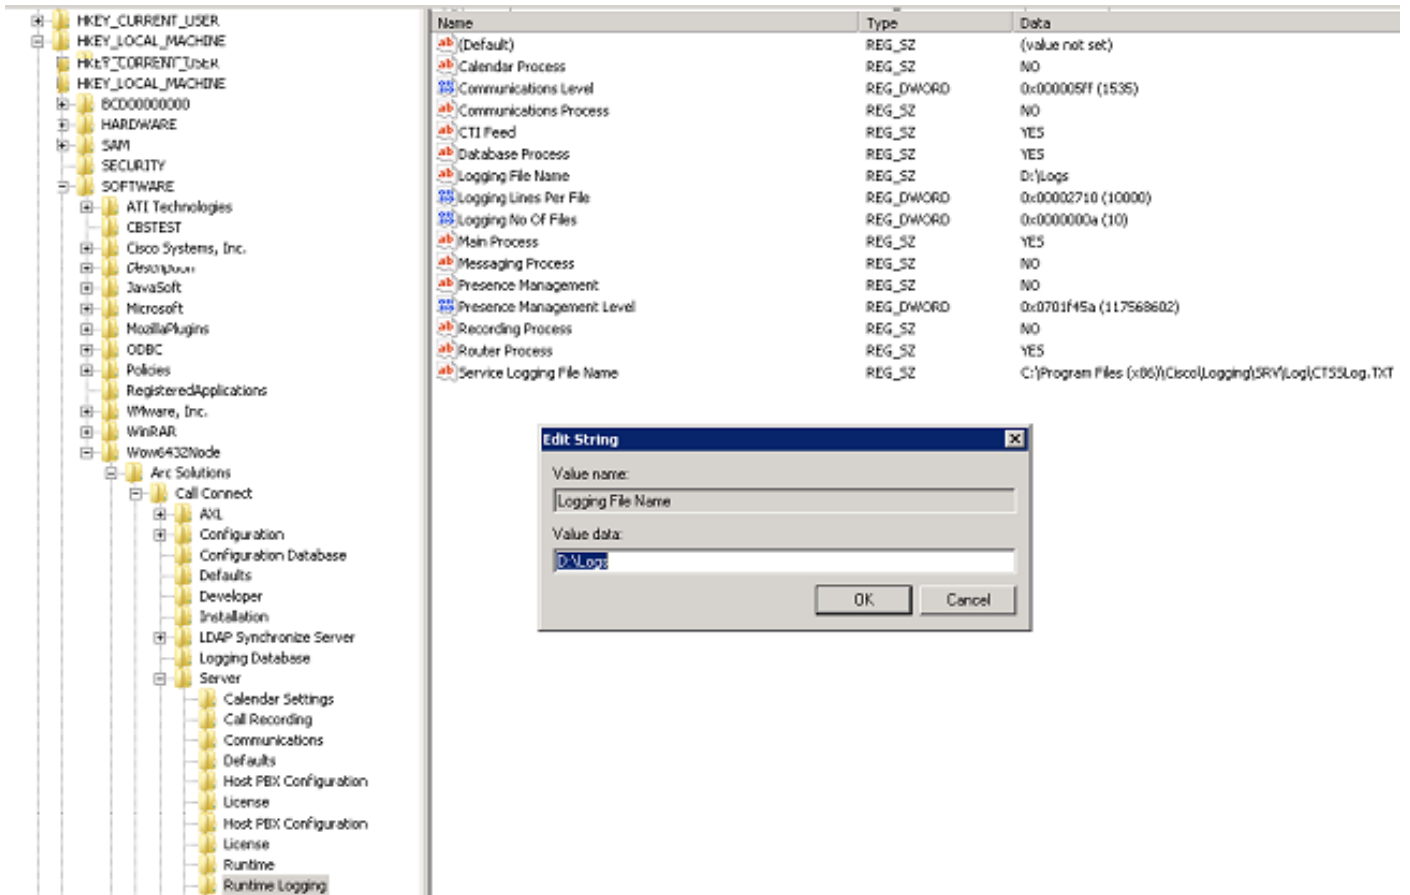 HKEY_CURRENT_USER
HKEY_LOCAL_MACHINE
HKEY_CURRENT_USER
HKEY_LOCAL_MACHINE
BCD00000000
HARDWARE
SAM
SECURITY
SOFTWARE
ATI Technologies
CBSTEST
Cisco Systems, Inc.
Description
JavaSoft
Microsoft
MozillaPlugins
ODBC
Policies
RegisteredApplications
VMware, Inc.
WinRAR
Wow6432Node
Arc Solutions
Call Connect
AXL
Configuration
Configuration Database
Defaults
Developer
Installation
LDAP Synchronize Server
Logging Database
Server
Calendar Settings
Call Recording
Communications
Defaults
Host PBX Configuration
License
Host PBX Configuration
License
Runtime
Runtime Logging
Name Type Data
(Default) REG_SZ (value not set)
Calendar Process REG_SZ NO
Communications Level REG_DWORD 0x000005ff (1535)
Communications Process REG_SZ NO
CTI Feed REG_SZ YES
Database Process REG_SZ YES
Logging File Name REG_SZ D:\Logs
Logging Lines Per File REG_DWORD 0x00002710 (10000)
Logging No Of Files REG_DWORD 0x0000000a (10)
Main Process REG_SZ YES
Messaging Process REG_SZ NO
Presence Management REG_SZ NO
Presence Management Level REG_DWORD 0x0701f45a (117568602)
Recording Process REG_SZ NO
Router Process REG_SZ YES
Service Logging File Name REG_SZ C:\Program Files (x86)\Cisco\Logging\SRV\Log\CTSSLog.TXT
Edit String
Value name:
Logging File Name
Value data:
D:\Logs
OK Cancel